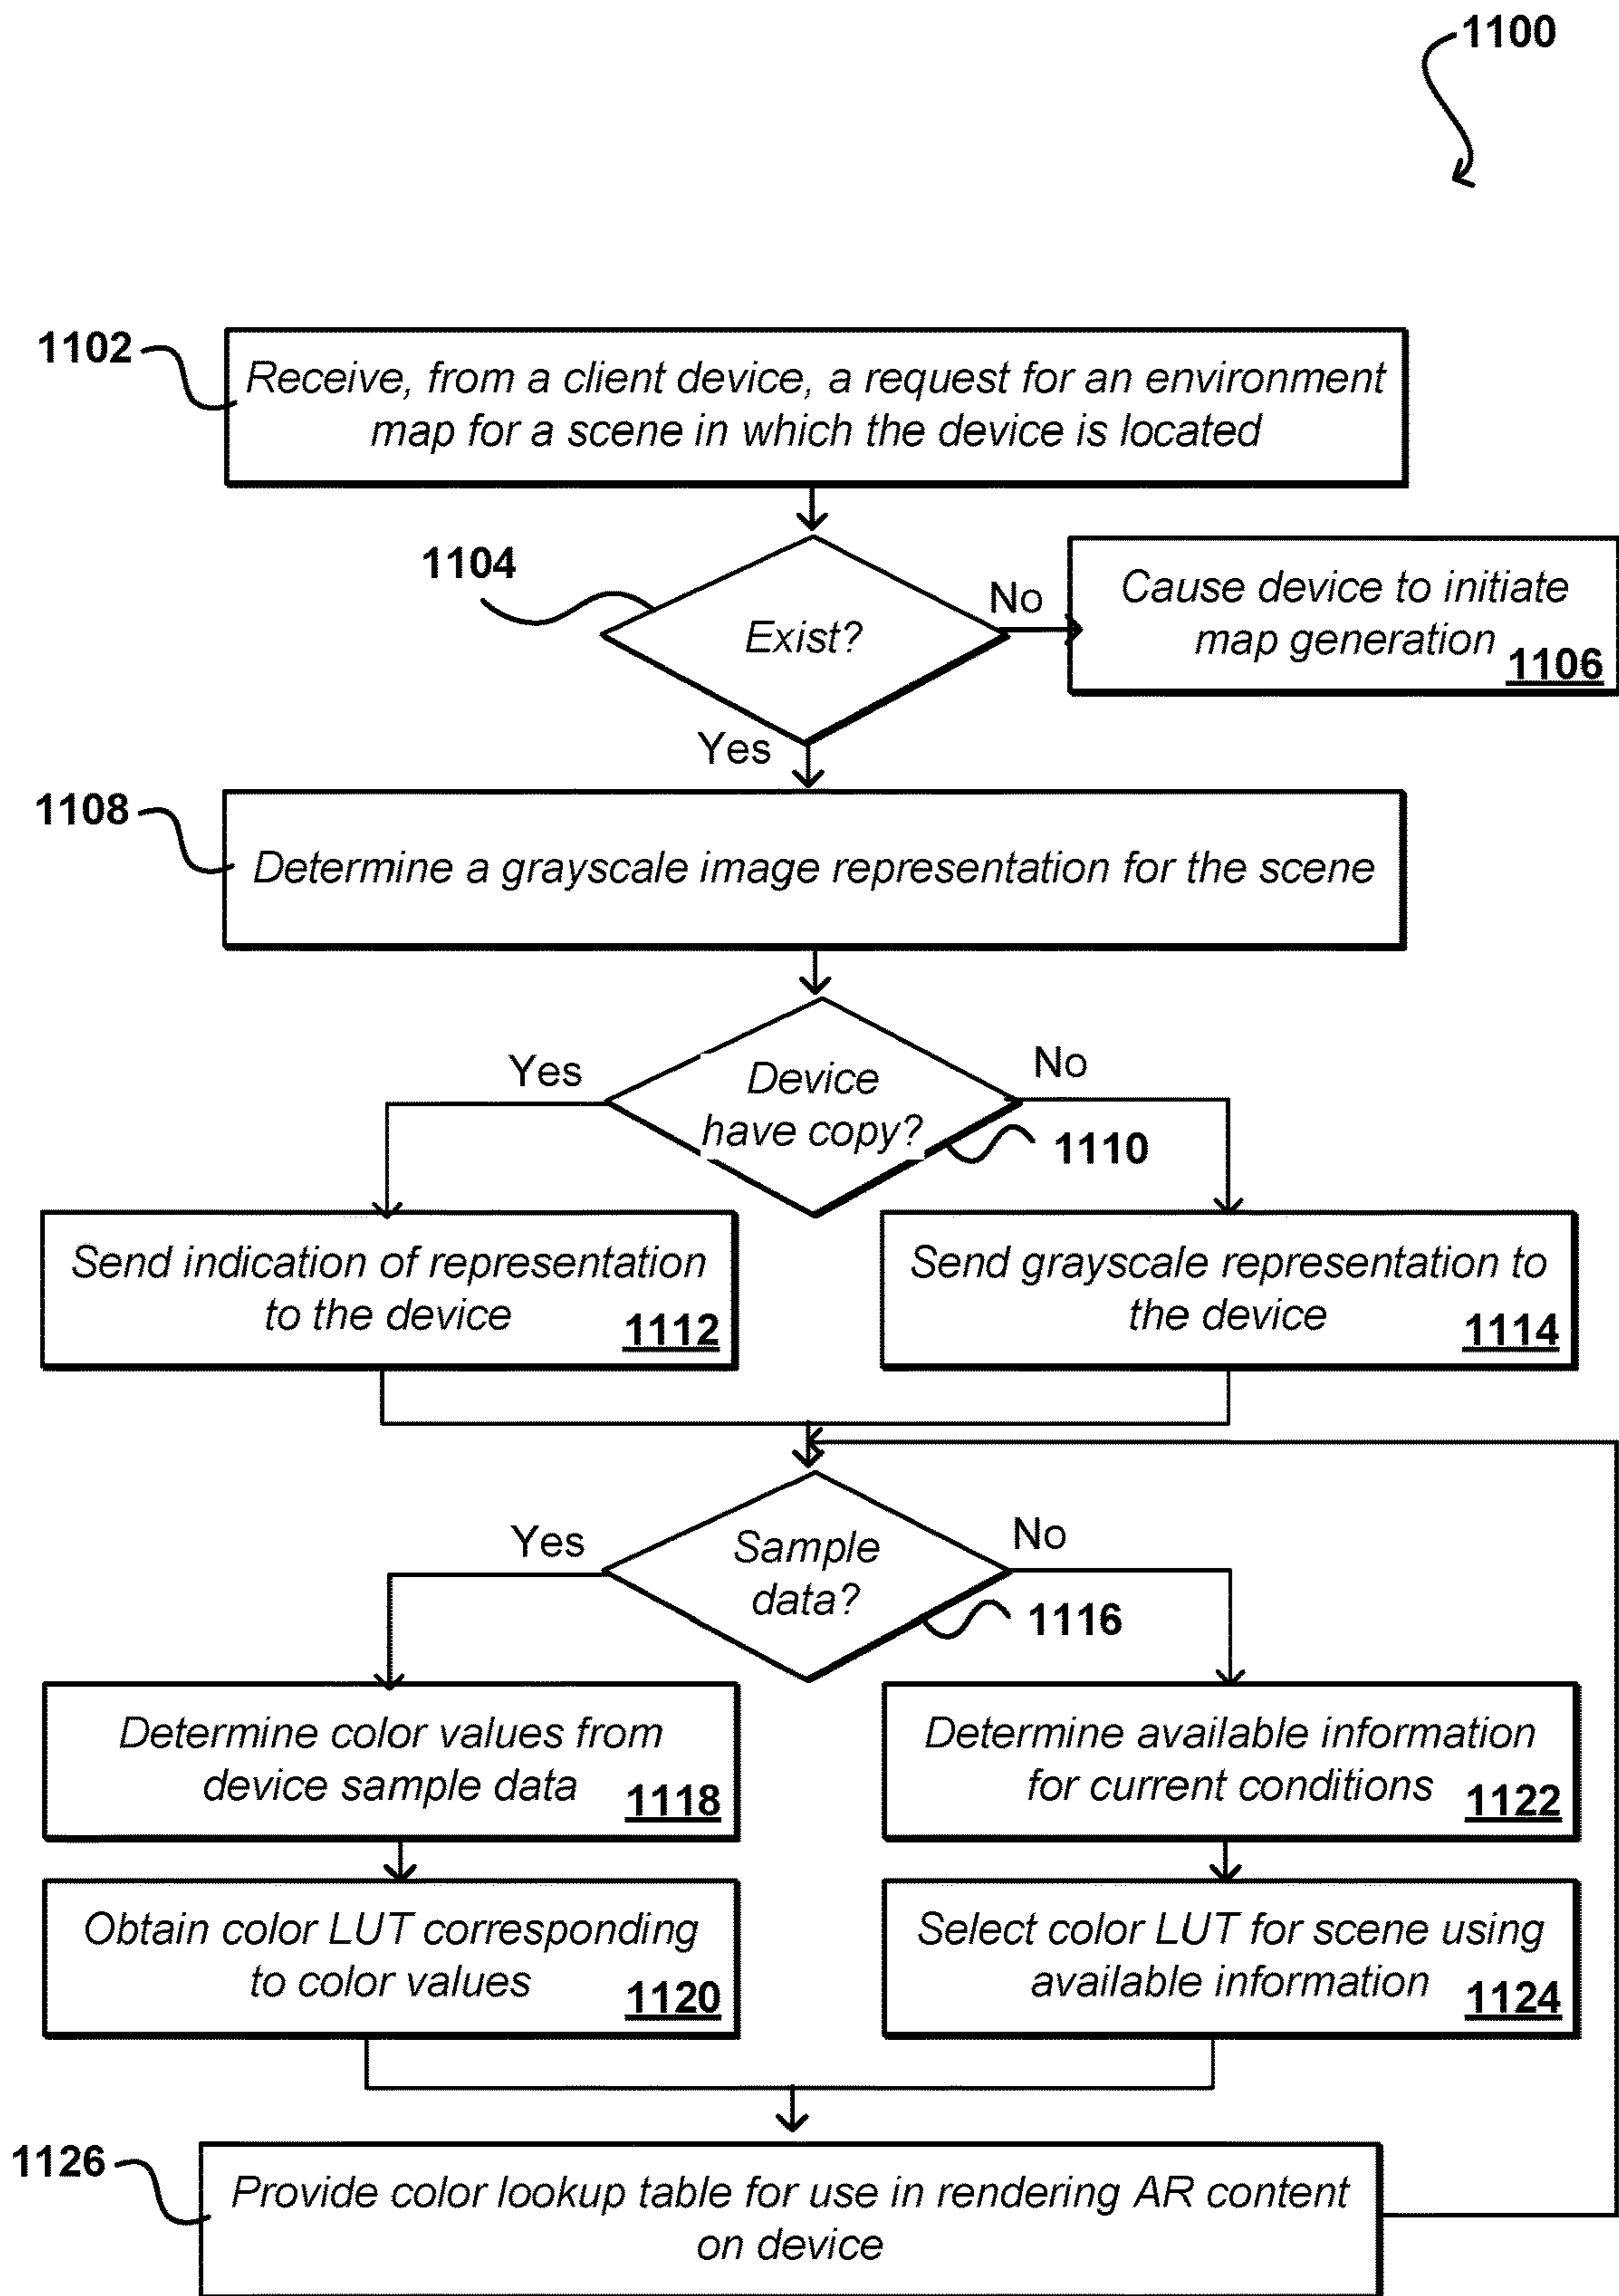 1100
1102
Receive, from a client device, a request for an environment
map for a scene in which the device is located
1104
Exist?
No
Cause device to initiate
map generation
1106
Yes
1108
Determine a grayscale image representation for the scene
Yes
Device
have copy?
No
1110
Send indication of representation
to the device
1112
Send grayscale representation to
the device
1114
Yes
Sample
data?
No
1116
Determine color values from
device sample data
1118
Determine available information
for current conditions
1122
Obtain color LUT corresponding
to color values
1120
Select color LUT for scene using
available information
1124
1126
Provide color lookup table for use in rendering AR content
on device